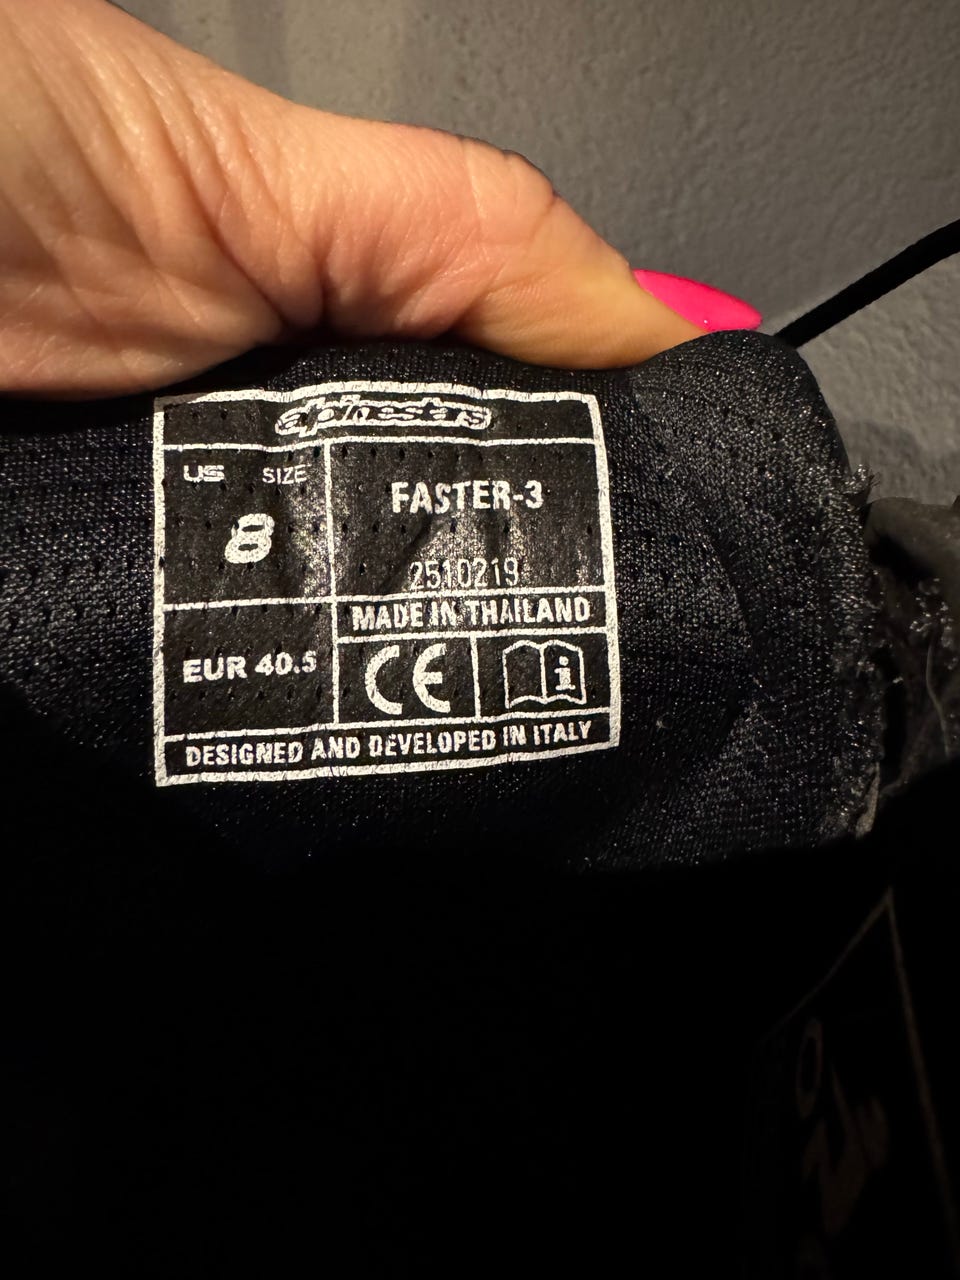 alpinestars
US SIZE
8
FASTER-3
2510219
MADE IN THAILAND
EUR 40.5
CE
i
DESIGNED AND DEVELOPED IN ITALY